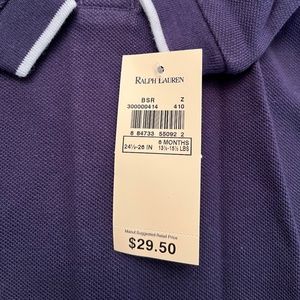 RALPH LAUREN
BSR Z
300000414 410
8 84733 55092 2
24½-26 IN 6 MONTHS
13½-18½ LBS
Manuf Suggested Retail Price
$29.50